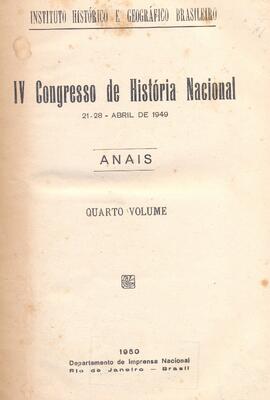 INSTITUTO HISTÓRICO E GEOGRÁFICO BRASILEIRO
IV Congresso de História Nacional
21-28 - ABRIL DE 1949
ANAIS
QUARTO VOLUME
1950
Departamento de Imprensa Nacional
Rio de Janeiro — Brasil